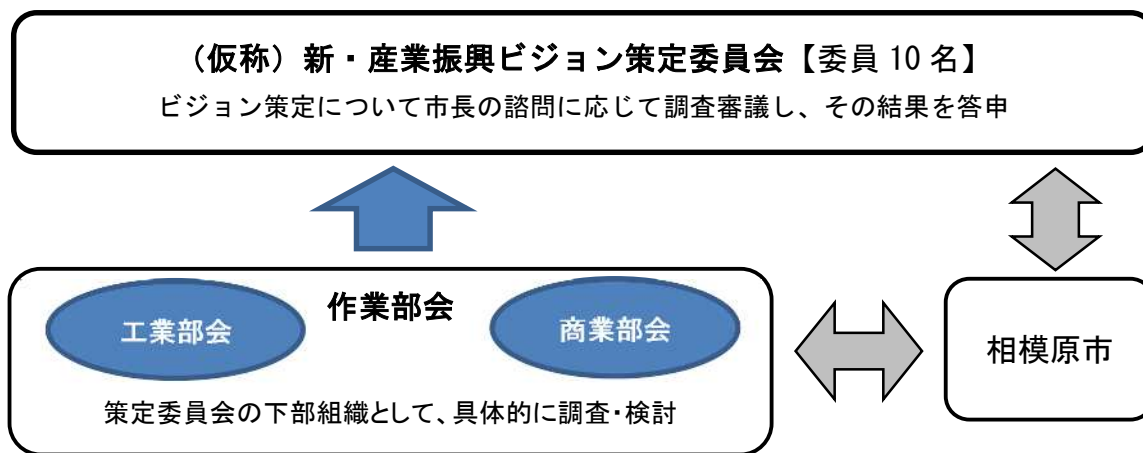 （仮称）新・産業振興ビジョン策定委員会【委員 10 名】
ビジョン策定について市長の諮問に応じて調査審議し、その結果を答申
作業部会
工業部会
商業部会
策定委員会の下部組織として、具体的に調査・検討
相模原市